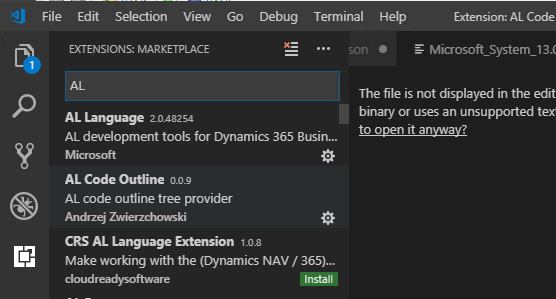 File Edit Selection View Go Debug Terminal Help Extension: AL Code
EXTENSIONS: MARKETPLACE
son
Microsoft_System_13.0
AL
AL Language 2.0.48254
AL development tools for Dynamics 365 Busin...
Microsoft
AL Code Outline 0.0.9
AL code outline tree provider
Andrzej Zwierzchowski
CRS AL Language Extension 1.0.8
Make working with the (Dynamics NAV / 365)...
cloudreadysoftware
Install
The file is not displayed in the edit
binary or uses an unsupported tex
to open it anyway?
1